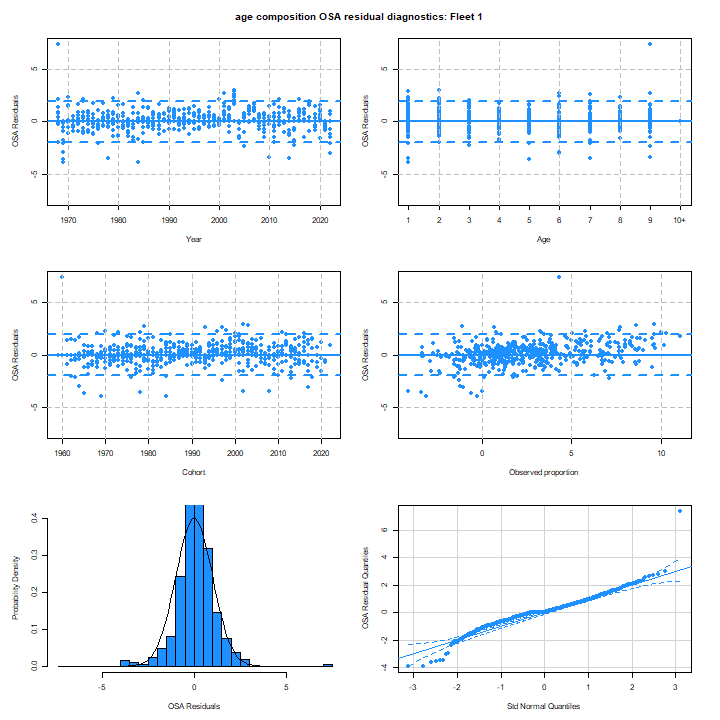 age composition OSA residual diagnostics: Fleet 1
OSA Residuals
5
0
-5
1970 1980 1990 2000 2010 2020
Year
OSA Residuals
5
0
-5
1 2 3 4 5 6 7 8 9 10+
Age
OSA Residuals
5
0
-5
1960 1970 1980 1990 2000 2010 2020
Cohort
OSA Residuals
5
0
-5
0 5 10
Observed proportion
Probability Density
0.4
0.3
0.2
0.1
0.0
-5 0 5
OSA Residuals
OSA Residual Quantiles
6
4
2
0
-2
-4
-3 -2 -1 0 1 2 3
Std Normal Quantiles